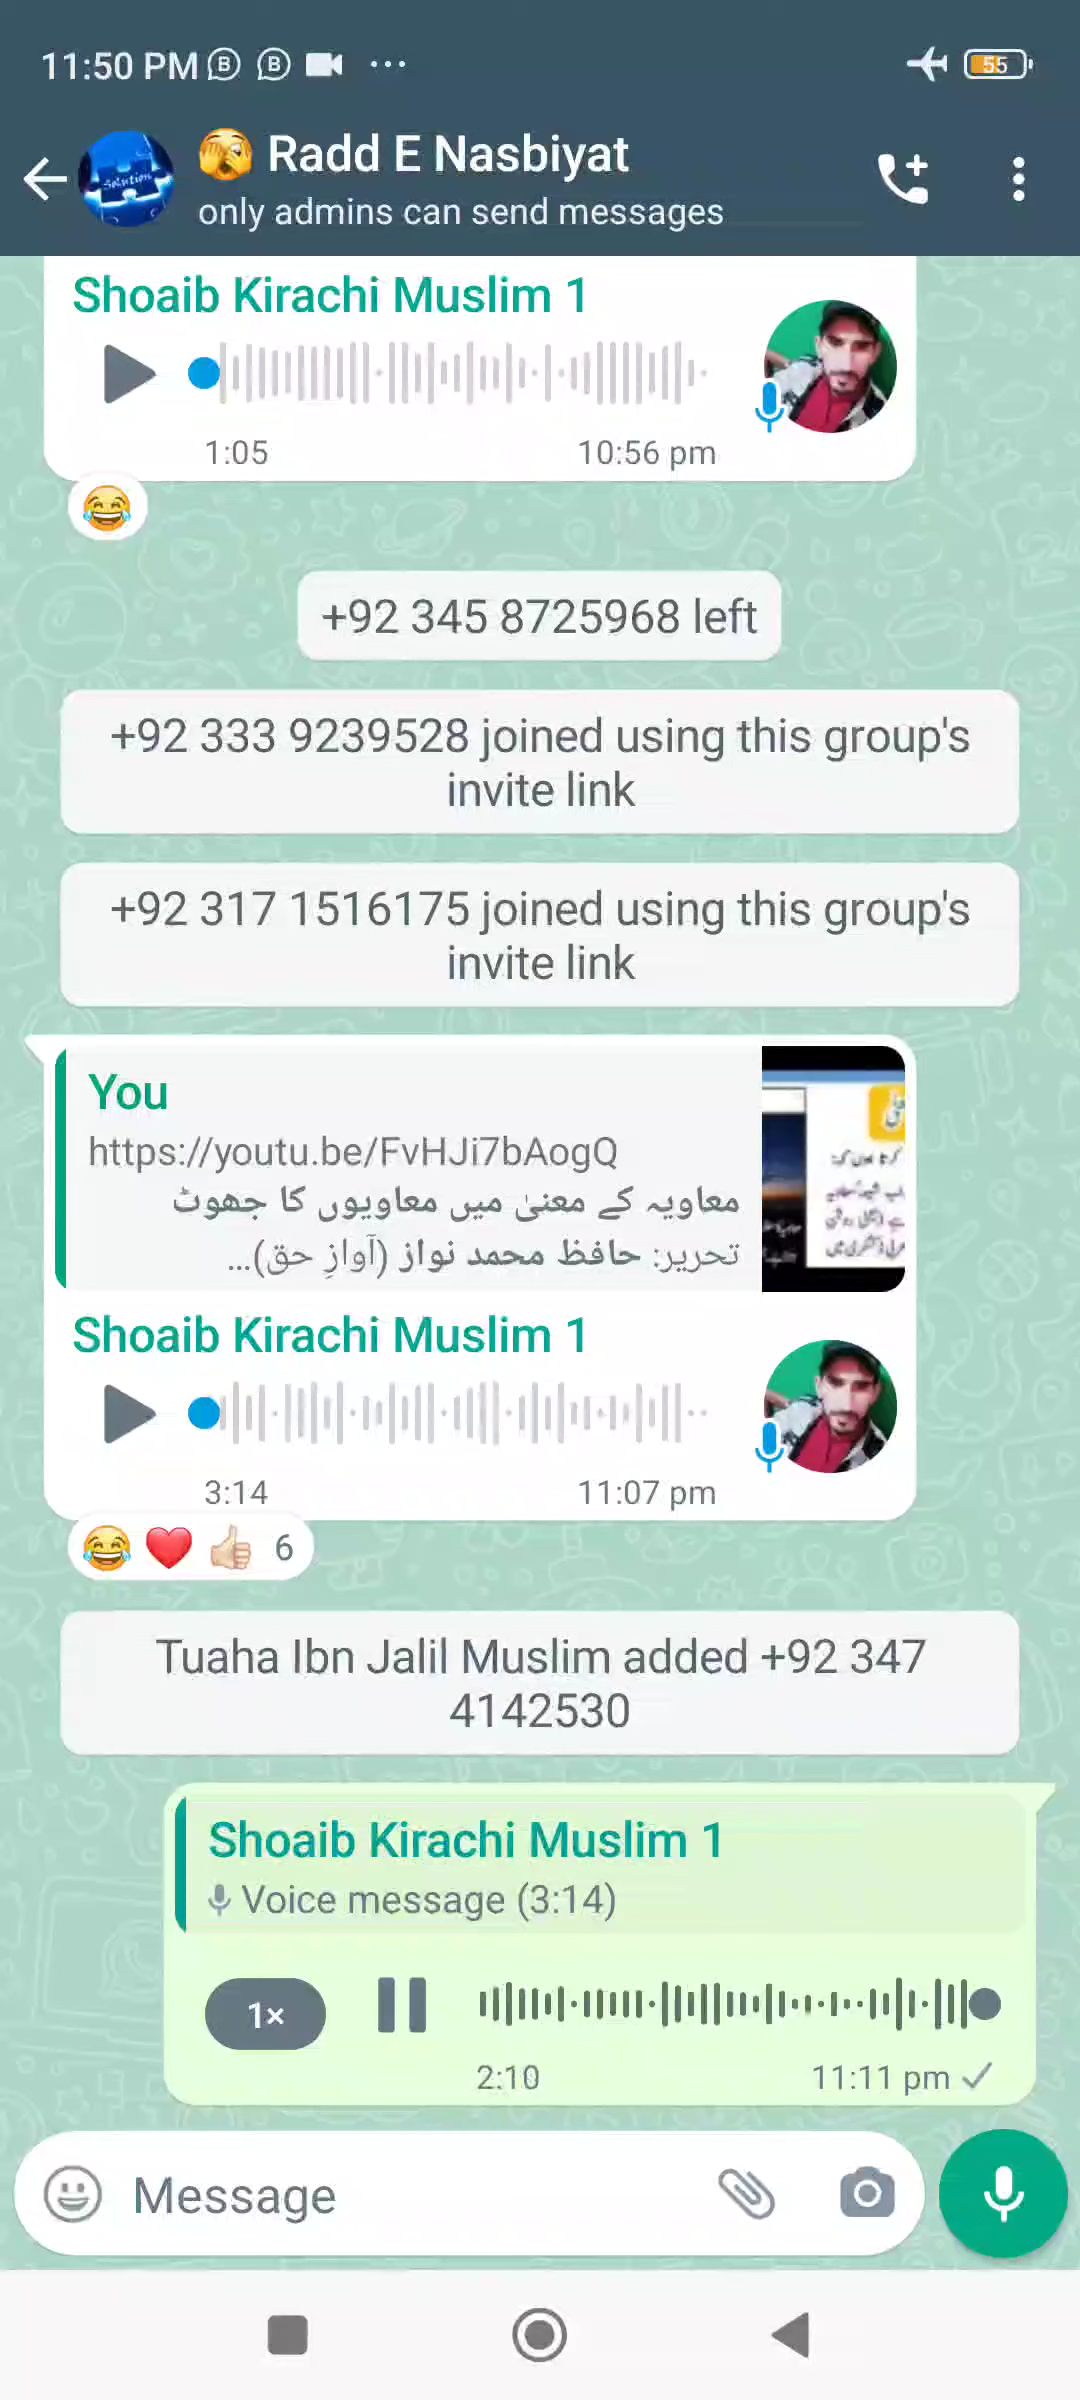 11:50 PM
55
Radd E Nasbiyat
only admins can send messages
Solution
Shoaib Kirachi Muslim 1
1:05 10:56 pm
+92 345 8725968 left
+92 333 9239528 joined using this group's
invite link
+92 317 1516175 joined using this group's
invite link
You
https://youtu.be/FvHJi7bAogQ
معاویہ کے معنیٰ میں معاویوں کا جھوٹ
تحریر: حافظ محمد نواز (آوازِ حق)...
Shoaib Kirachi Muslim 1
3:14 11:07 pm
6
Tuaha Ibn Jalil Muslim added +92 347
4142530
Shoaib Kirachi Muslim 1
Voice message (3:14)
1×
2:10 11:11 pm
Message